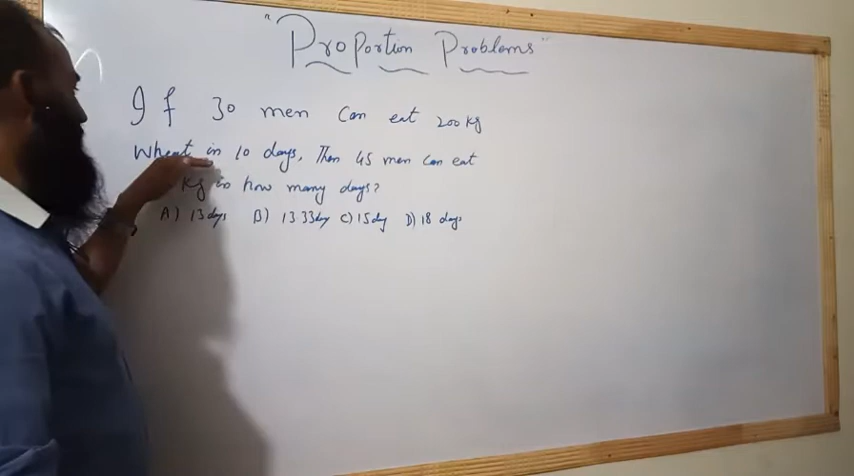 "Proportion Problems"
If 30 men can eat 200 kg
Wheat in 10 days, Then 45 men can eat
kg in how many days?
A) 13 days B) 13.33 day C) 15 day D) 18 days